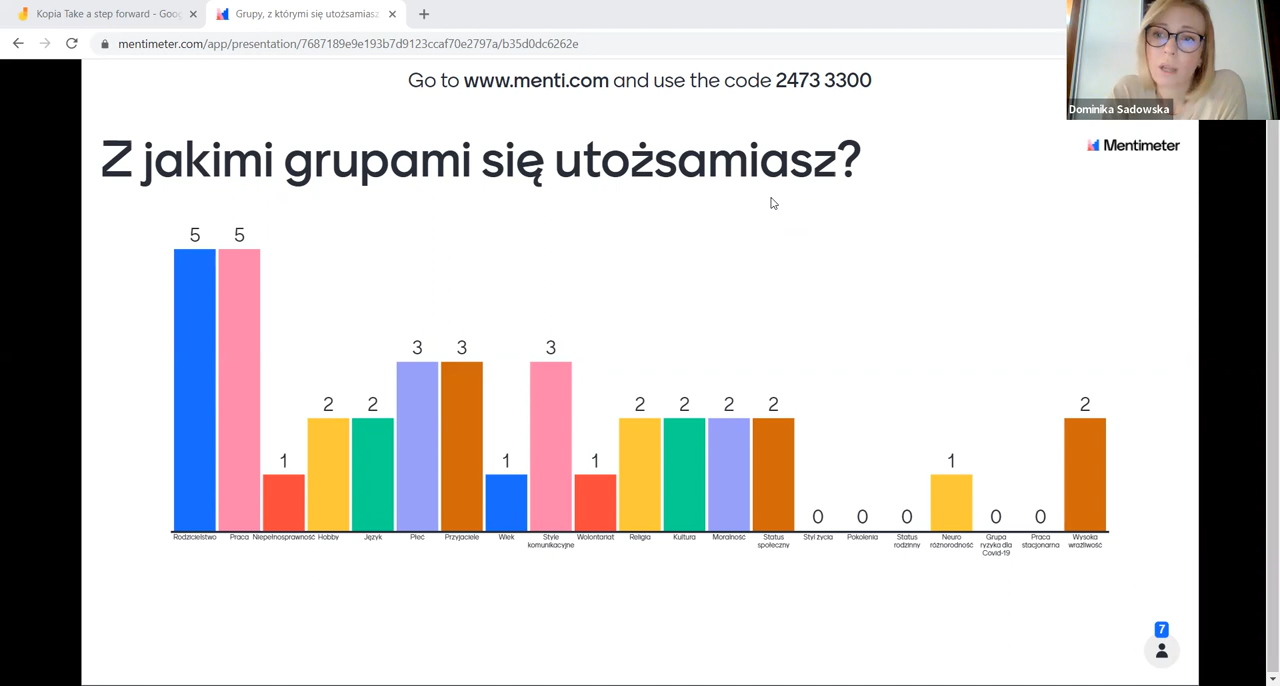 Kopia Take a step forward - Goog
Grupy, z którymi się utożsamiasz
mentimeter.com/app/presentation/7687189e9e193b7d9123ccaf70e2797a/b35d0dc6262e
Dominika Sadowska
Go to www.menti.com and use the code 2473 3300
Mentimeter
Z jakimi grupami się utożsamiasz?
5 5 1 2 2 3 3 1 3 1 2 2 2 2 0 0 0 1 0 0 2
Rodzicielstwo
Praca
Niepełnosprawność
Hobby
Język
Płeć
Przyjaciele
Wiek
Style
komunikacyjne
Wolontariat
Religia
Kultura
Moralność
Status
społeczny
Styl życia
Pokolenia
Status
rodzinny
Neuro
różnorodność
Grupa
ryzyka dla
Covid-19
Praca
stacjonarna
Wysoka
wrażliwość
7